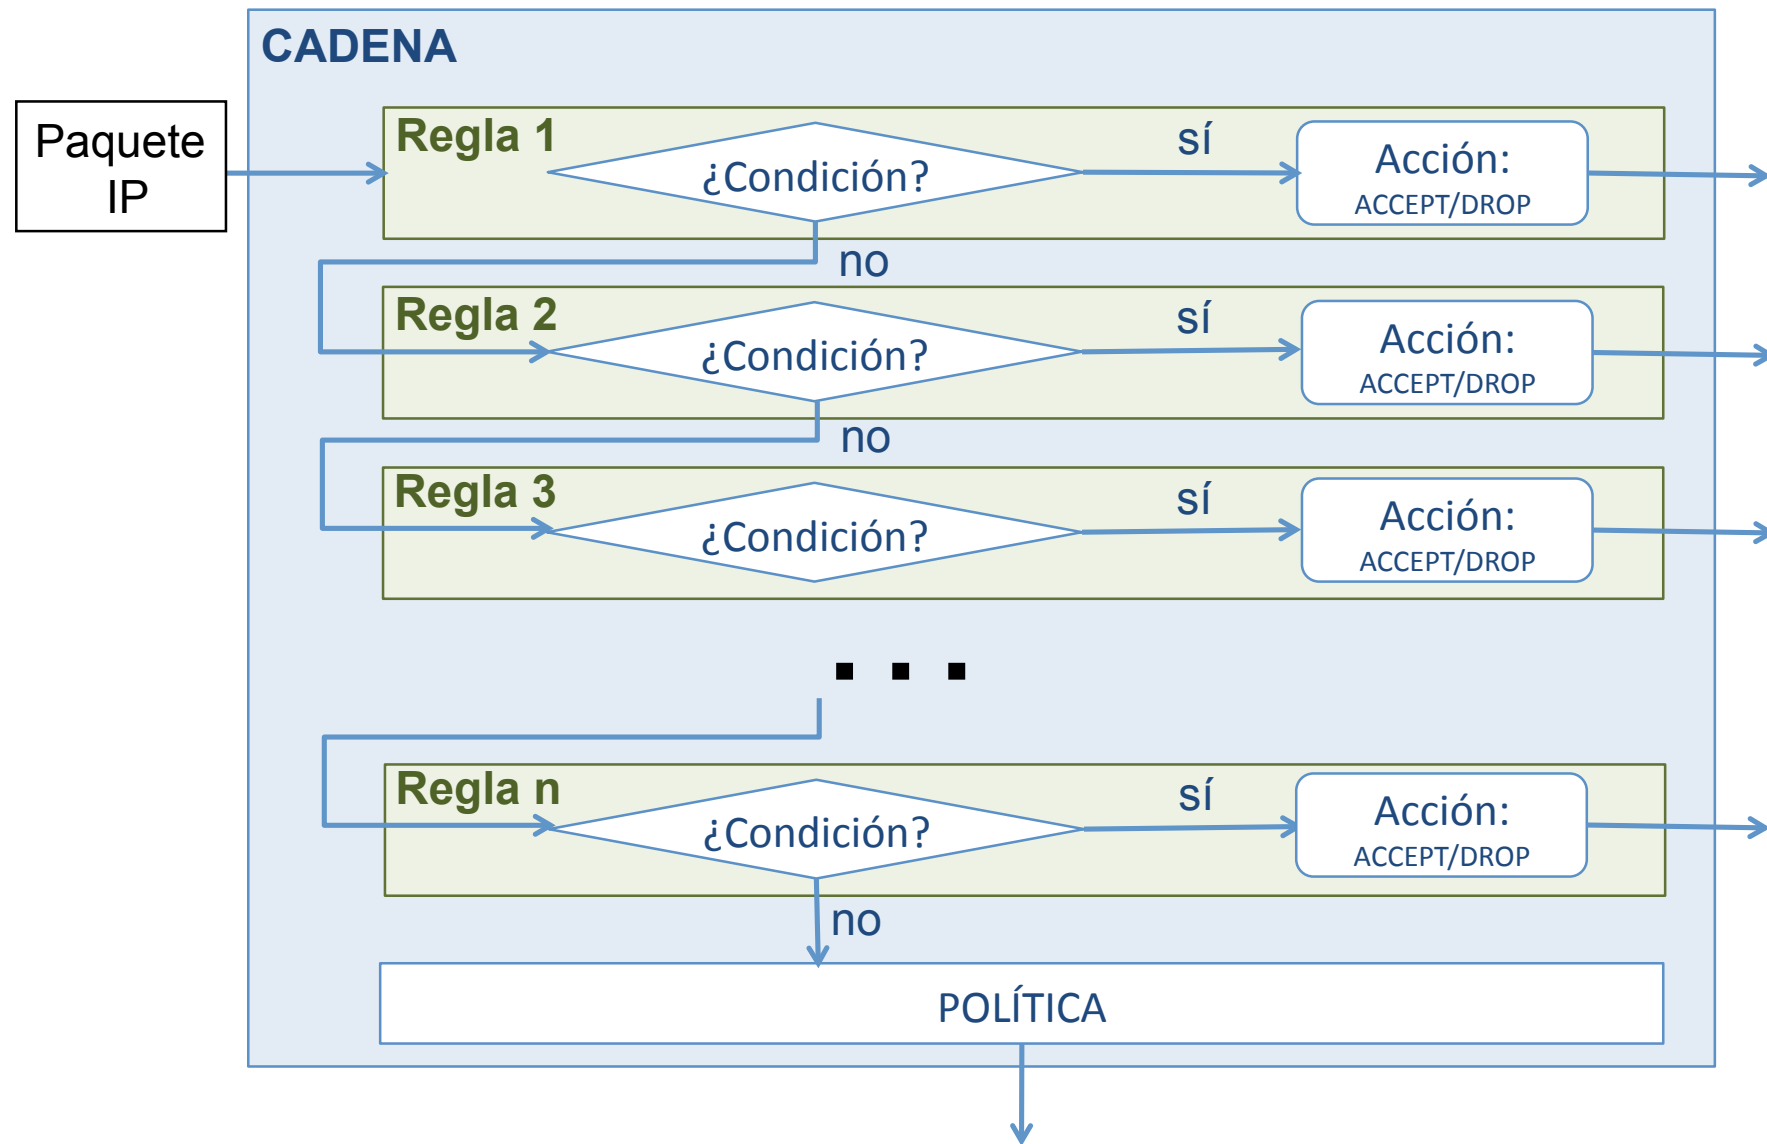 CADENA
Paquete
IP
Regla 1
¿Condición?
sí
Acción:
ACCEPT/DROP
no
Regla 2
¿Condición?
sí
Acción:
ACCEPT/DROP
no
Regla 3
¿Condición?
sí
Acción:
ACCEPT/DROP
. . .
Regla n
¿Condición?
sí
Acción:
ACCEPT/DROP
no
POLÍTICA